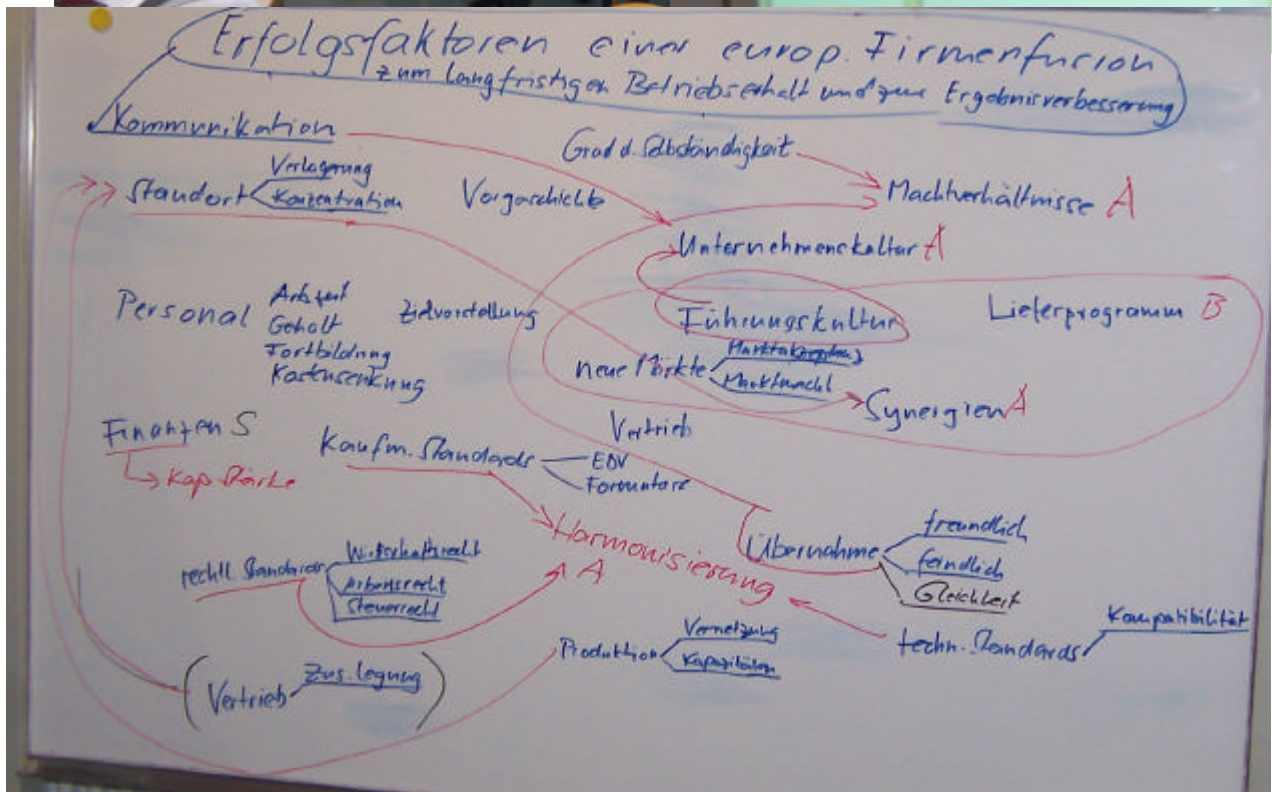 Erfolgsfaktoren einer europ. Firmenfusion
zum langfristigen Betriebserhalt und zur Ergebnisverbesserung
Kommunikation
Grad d. Selbständigkeit
Machtverhältnisse A
Standort
Verlagerung
Konzentration
Vorgeschichte
Unternehmenskultur A
Personal
Arbzeit
Gehalt
Fortbildung
Kostensenkung
Zielvorstellung
Führungskultur
Lieferprogramm B
neue Märkte
Marktakzeptanz
Marktmacht
Synergien A
Finanzen S
Kap Stärke
Kaufm. Standards
EDV
Formulare
Vertrieb
Harmonisierung
A
Übernahme
freundlich
feindlich
Gleichheit
rechtl. Standards
Wirtschaftsrecht
Arbeitsrecht
Steuerrecht
Produktion
Vernetzung
Kapazitäten
techn. Standards
Kompatibilität
(Vertrieb
Zus.legung)